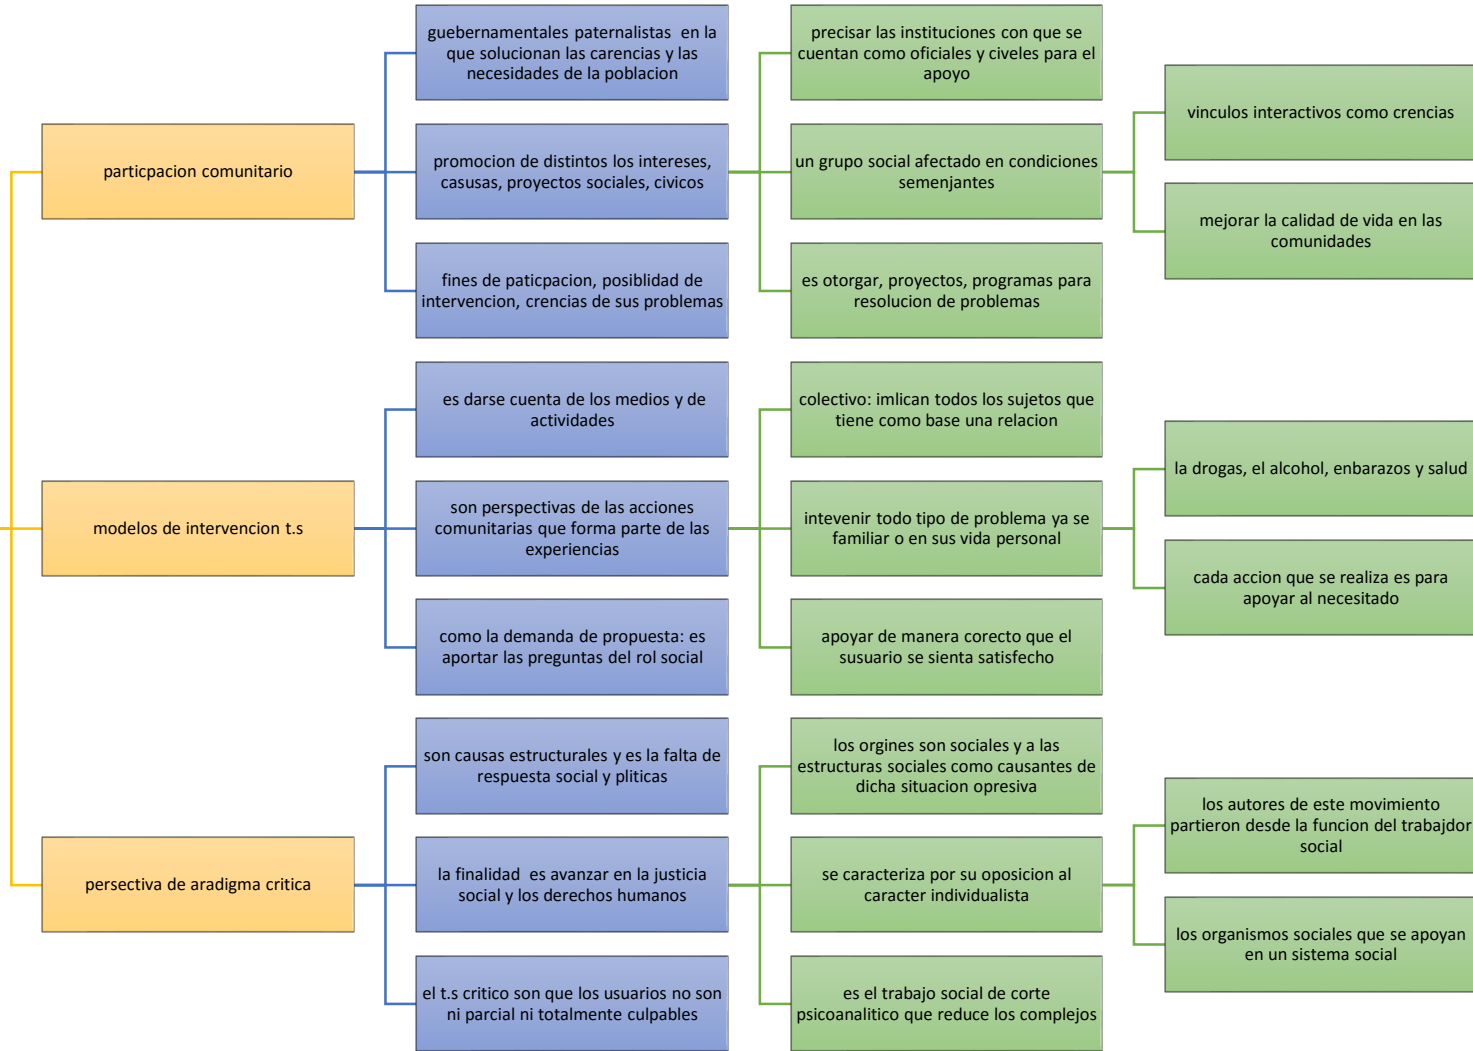 particpacion comunitario
guebernamentales paternalistas en la
que solucionan las carencias y las
necesidades de la poblacion
promocion de distintos los intereses,
casusas, proyectos sociales, civicos
fines de paticpacion, posiblidad de
intervencion, crencias de sus problemas
precisar las instituciones con que se
cuentan como oficiales y civeles para el
apoyo
un grupo social afectado en condiciones
semenjantes
es otorgar, proyectos, programas para
resolucion de problemas
vinculos interactivos como crencias
mejorar la calidad de vida en las
comunidades
modelos de intervencion t.s
es darse cuenta de los medios y de
actividades
son perspectivas de las acciones
comunitarias que forma parte de las
experiencias
como la demanda de propuesta: es
aportar las preguntas del rol social
colectivo: imlican todos los sujetos que
tiene como base una relacion
intevenir todo tipo de problema ya se
familiar o en sus vida personal
apoyar de manera corecto que el
susuario se sienta satisfecho
la drogas, el alcohol, enbarazos y salud
cada accion que se realiza es para
apoyar al necesitado
persectiva de aradigma critica
son causas estructurales y es la falta de
respuesta social y pliticas
la finalidad es avanzar en la justicia
social y los derechos humanos
el t.s critico son que los usuarios no son
ni parcial ni totalmente culpables
los orgines son sociales y a las
estructuras sociales como causantes de
dicha situacion opresiva
se caracteriza por su oposicion al
caracter individualista
es el trabajo social de corte
psicoanalitico que reduce los complejos
los autores de este movimiento
partieron desde la funcion del trabajdor
social
los organismos sociales que se apoyan
en un sistema social